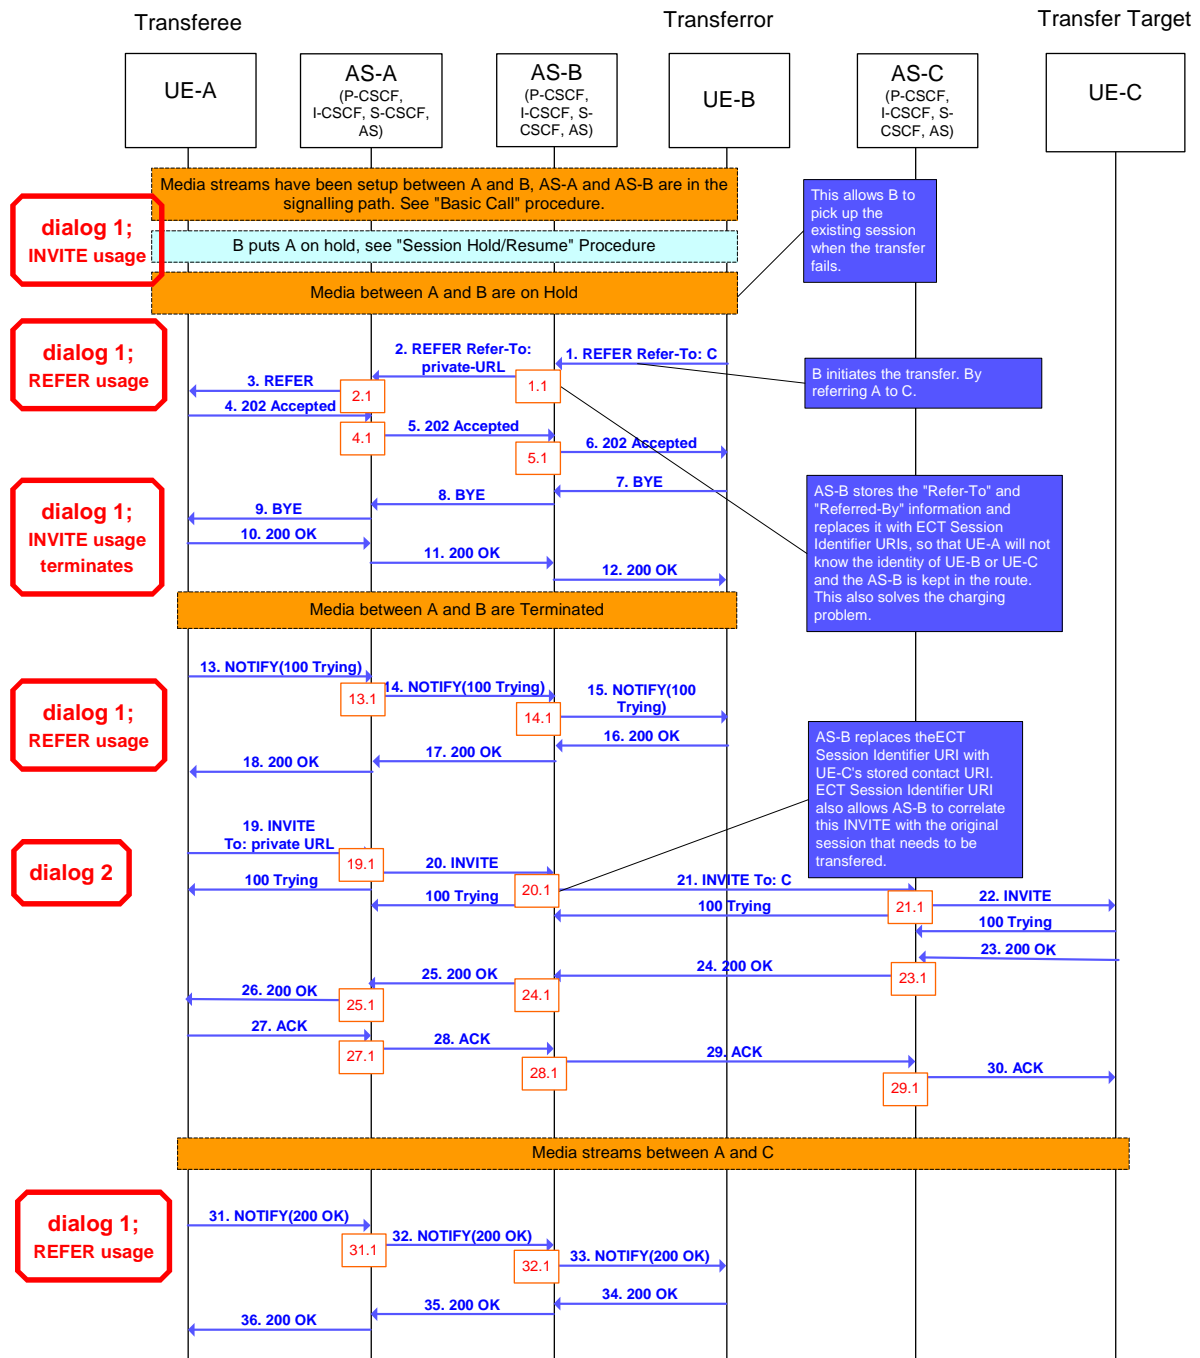 Transferee
Transferror
Transfer Target
UE-A
AS-A
(P-CSCF,
I-CSCF, S-CSCF,
AS)
AS-B
(P-CSCF,
I-CSCF, S-
CSCF, AS)
UE-B
AS-C
(P-CSCF,
I-CSCF, S-
CSCF, AS)
UE-C
Media streams have been setup between A and B, AS-A and AS-B are in the
signalling path. See "Basic Call" procedure.
This allows B to
pick up the
existing session
when the transfer
fails.
dialog 1;
INVITE usage
B puts A on hold, see "Session Hold/Resume" Procedure
Media between A and B are on Hold
dialog 1;
REFER usage
1. REFER Refer-To: C
2. REFER Refer-To:
private-URL
1.1
B initiates the transfer. By
referring A to C.
3. REFER
2.1
4. 202 Accepted
4.1
5. 202 Accepted
5.1
6. 202 Accepted
dialog 1;
INVITE usage
terminates
7. BYE
8. BYE
9. BYE
10. 200 OK
11. 200 OK
12. 200 OK
AS-B stores the "Refer-To" and
"Referred-By" information and
replaces it with ECT Session
Identifier URIs, so that UE-A will not
know the identity of UE-B or UE-C
and the AS-B is kept in the route.
This also solves the charging
problem.
Media between A and B are Terminated
dialog 1;
REFER usage
13. NOTIFY(100 Trying)
13.1
14. NOTIFY(100 Trying)
14.1
15. NOTIFY(100
Trying)
16. 200 OK
17. 200 OK
18. 200 OK
AS-B replaces theECT
Session Identifier URI with
UE-C's stored contact URI.
ECT Session Identifier URI
also allows AS-B to correlate
this INVITE with the original
session that needs to be
transfered.
dialog 2
19. INVITE
To: private URL
19.1
20. INVITE
100 Trying
20.1
21. INVITE To: C
100 Trying
21.1
22. INVITE
100 Trying
100 Trying
23. 200 OK
23.1
24. 200 OK
24.1
25. 200 OK
25.1
26. 200 OK
27. ACK
27.1
28. ACK
28.1
29. ACK
29.1
30. ACK
Media streams between A and C
dialog 1;
REFER usage
31. NOTIFY(200 OK)
31.1
32. NOTIFY(200 OK)
32.1
33. NOTIFY(200 OK)
34. 200 OK
35. 200 OK
36. 200 OK